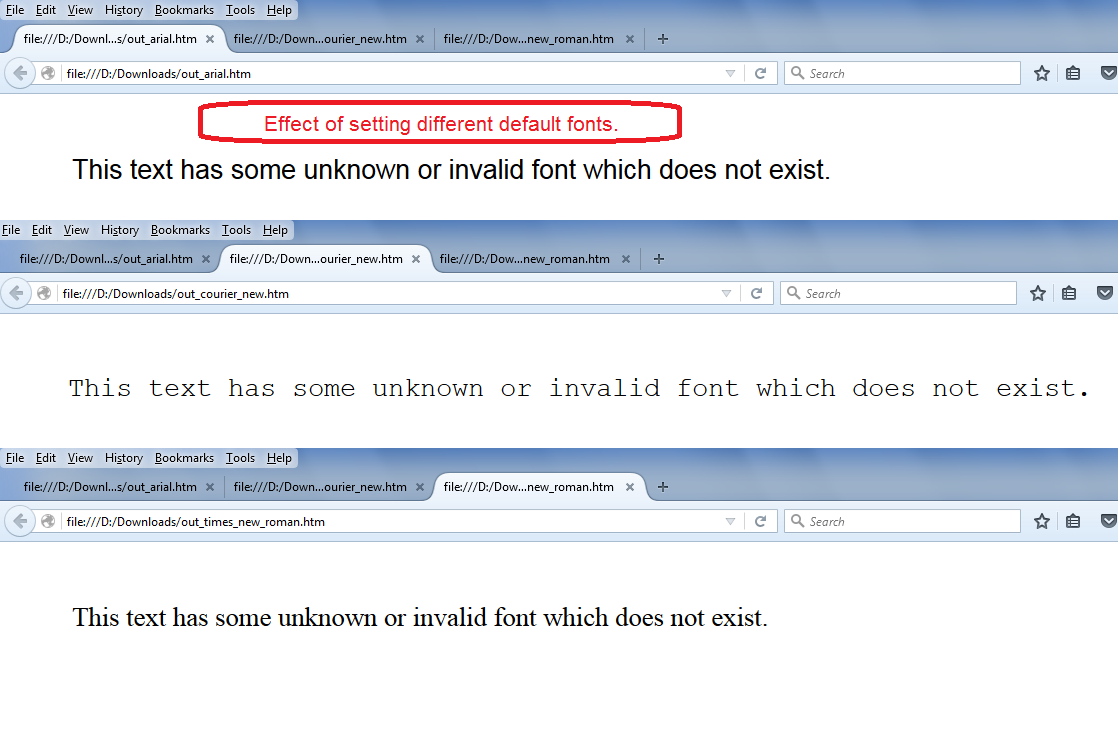 File Edit View History Bookmarks Tools Help
file:///D:/Downl...s/out_arial.htm file:///D:/Down...ourier_new.htm file:///D:/Dow...new_roman.htm
file:///D:/Downloads/out_arial.htm Search
Effect of setting different default fonts.
This text has some unknown or invalid font which does not exist.
File Edit View History Bookmarks Tools Help
file:///D:/Downl...s/out_arial.htm file:///D:/Down...ourier_new.htm file:///D:/Dow...new_roman.htm
file:///D:/Downloads/out_courier_new.htm Search
This text has some unknown or invalid font which does not exist.
File Edit View History Bookmarks Tools Help
file:///D:/Downl...s/out_arial.htm file:///D:/Down...ourier_new.htm file:///D:/Dow...new_roman.htm
file:///D:/Downloads/out_times_new_roman.htm Search
This text has some unknown or invalid font which does not exist.